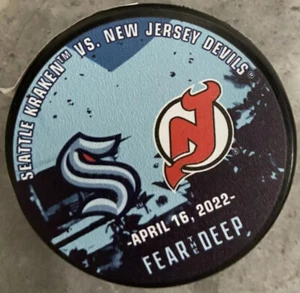 SEATTLE KRAKEN™ VS. NEW JERSEY DEVILS®
-APRIL 16, 2022-
FEAR THE DEEP